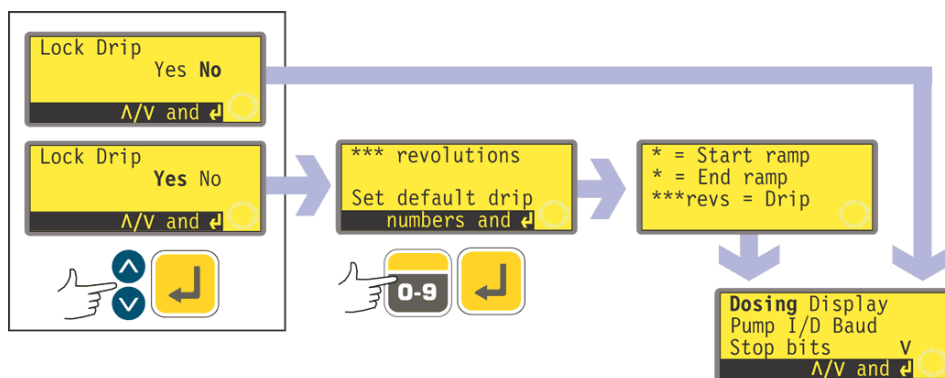 Lock Drip
Yes No
∧/∨ and ↲
Lock Drip
Yes No
∧/∨ and ↲
*** revolutions
Set default drip
numbers and ↲
0-9
* = Start ramp
* = End ramp
***revs = Drip
Dosing Display
Pump I/D Baud
Stop bits ∨
∧/∨ and ↲